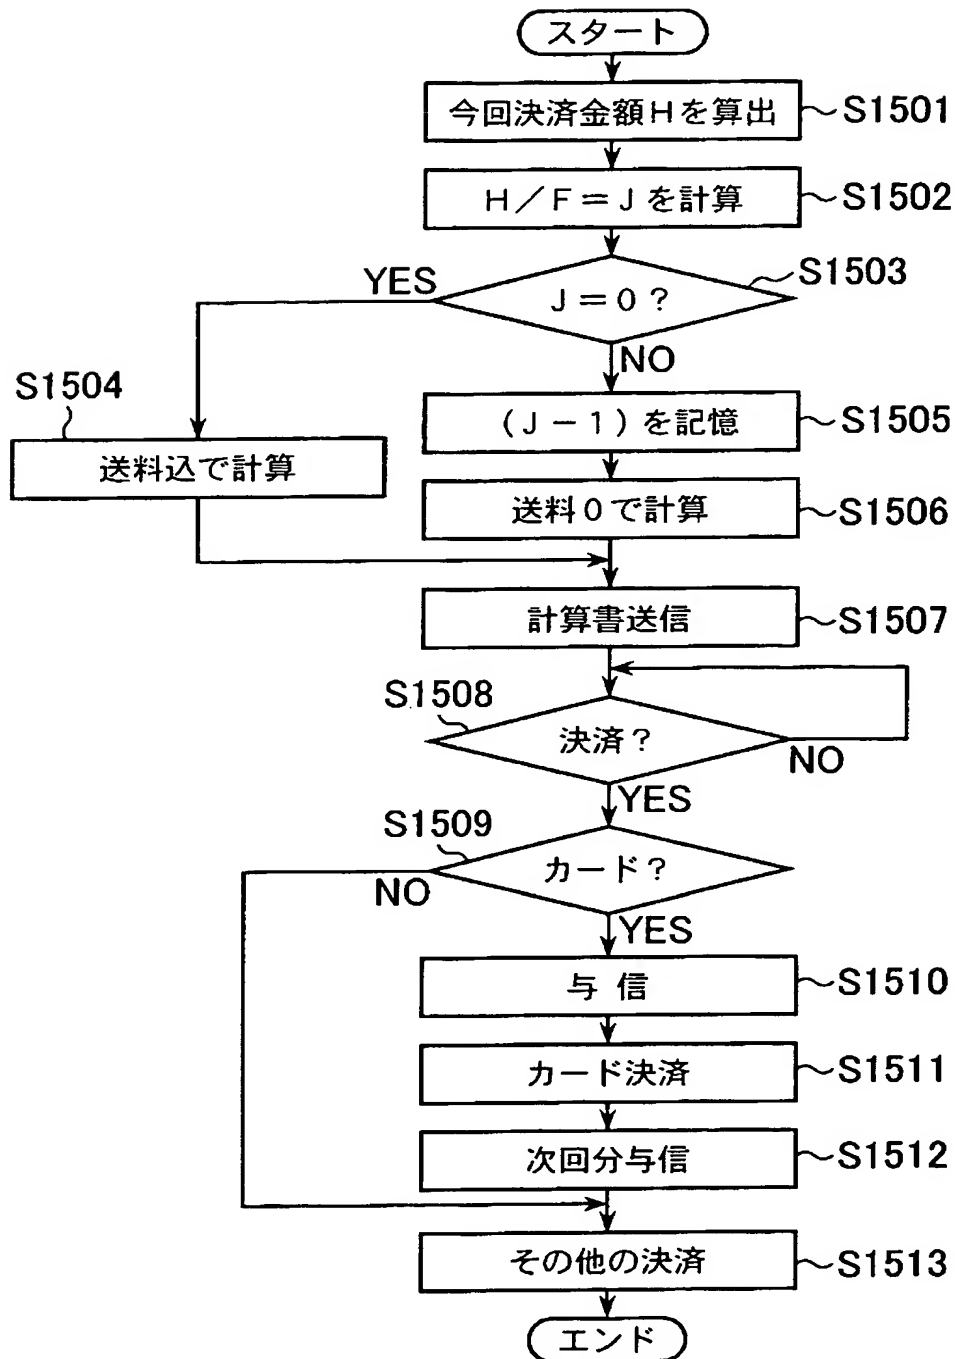 スタート
今回決済金額Hを算出
S1501
H／F＝Jを計算
S1502
J＝0？
S1503
YES
NO
S1504
送料込で計算
(J－1)を記憶
S1505
送料0で計算
S1506
計算書送信
S1507
S1508
決済？
NO
YES
S1509
カード？
NO
YES
与 信
S1510
カード決済
S1511
次回分与信
S1512
その他の決済
S1513
エンド